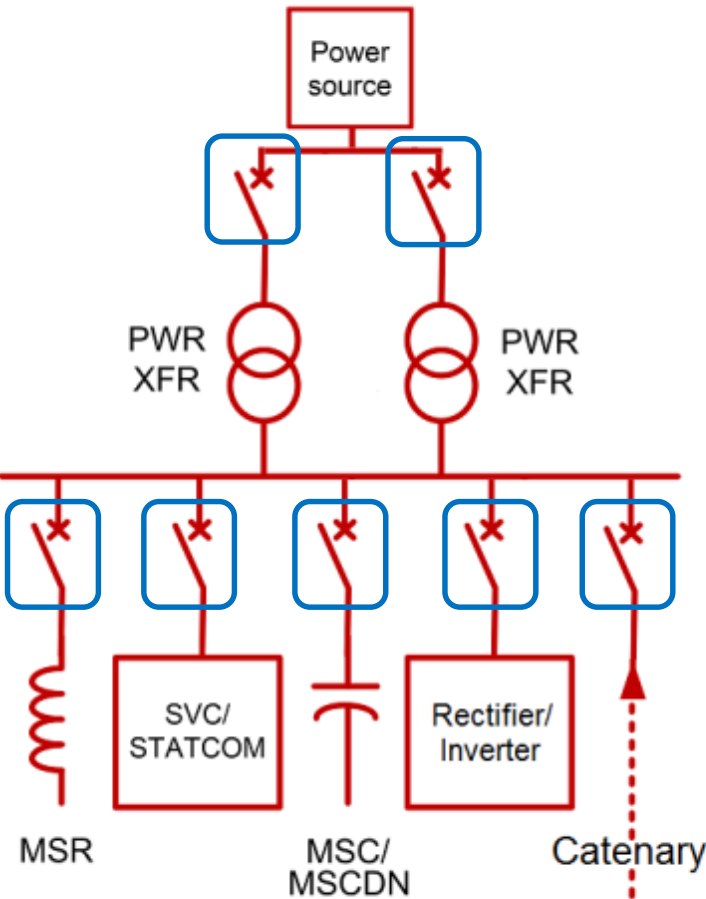 Power
source
PWR
XFR
PWR
XFR
SVC/
STATCOM
Rectifier/
Inverter
MSR
MSC/
MSCDN
Catenary